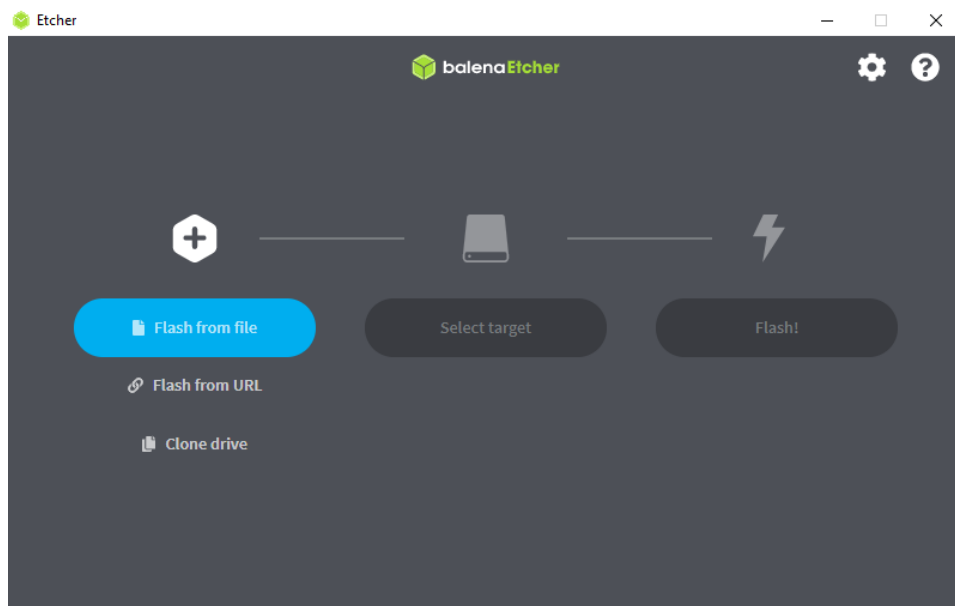 Etcher
balenaEtcher
Flash from file
Select target
Flash!
Flash from URL
Clone drive